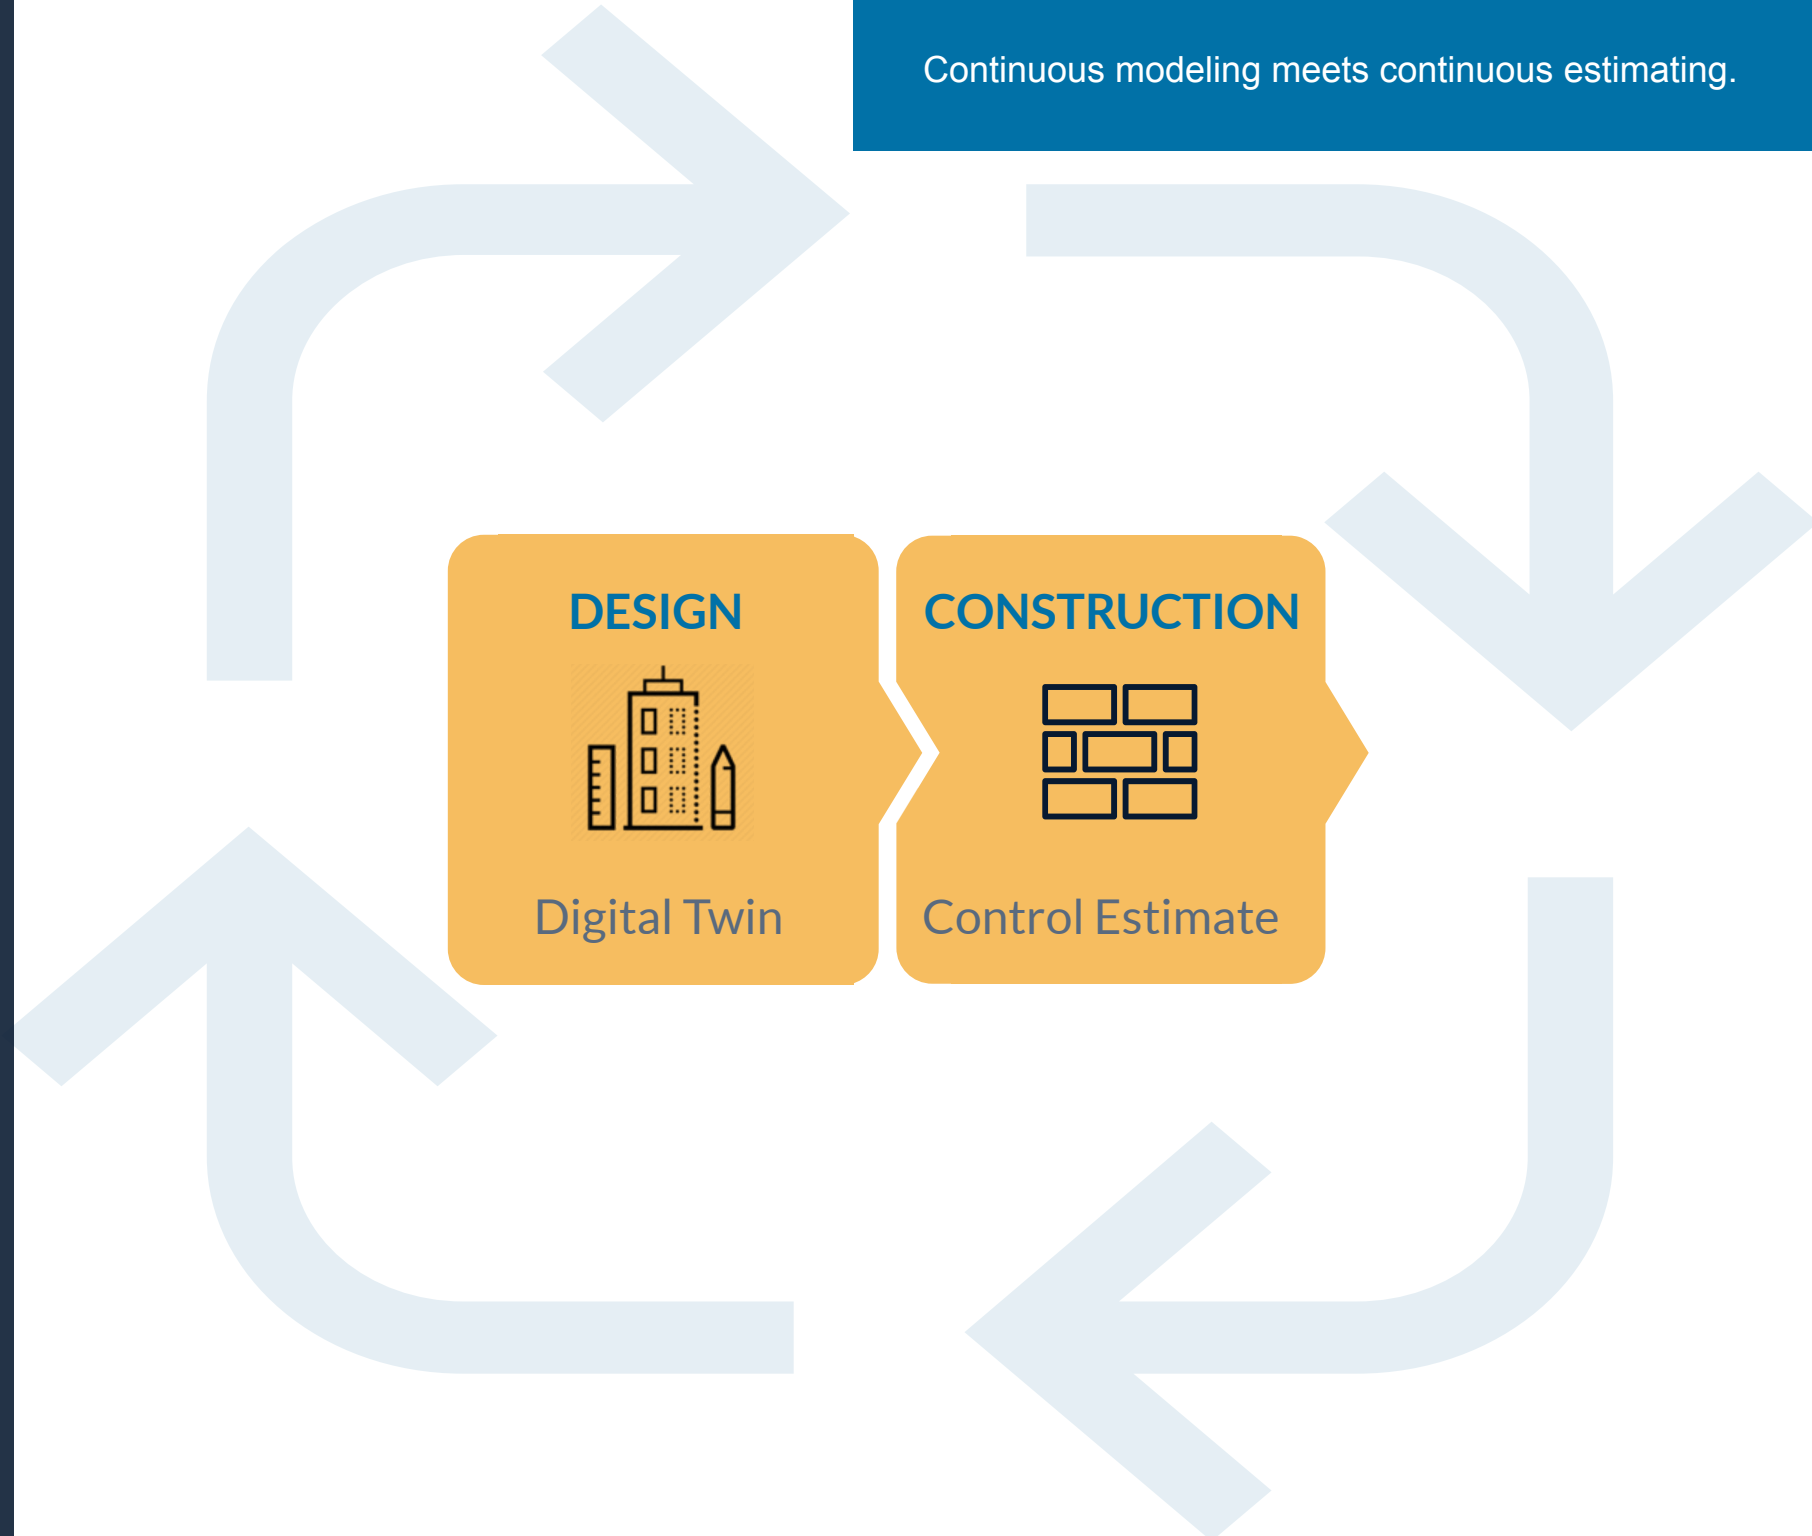 Continuous modeling meets continuous estimating.
DESIGN
Digital Twin
CONSTRUCTION
Control Estimate